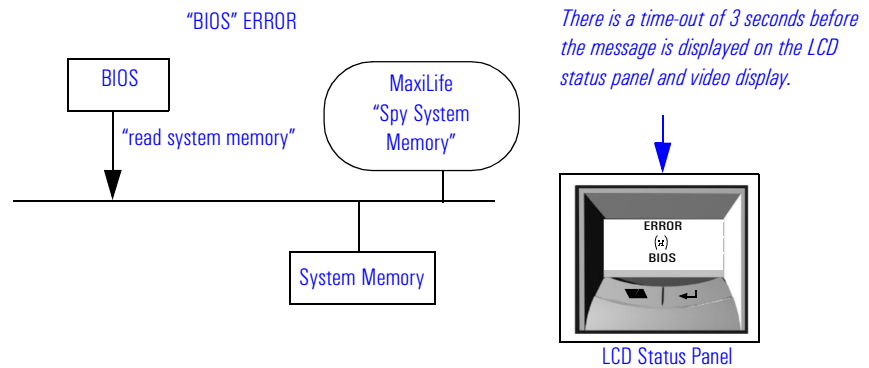 "BIOS" ERROR
There is a time-out of 3 seconds before
the message is displayed on the LCD
status panel and video display.
BIOS
MaxiLife
"Spy System
Memory"
"read system memory"
System Memory
ERROR
(x)
BIOS
LCD Status Panel